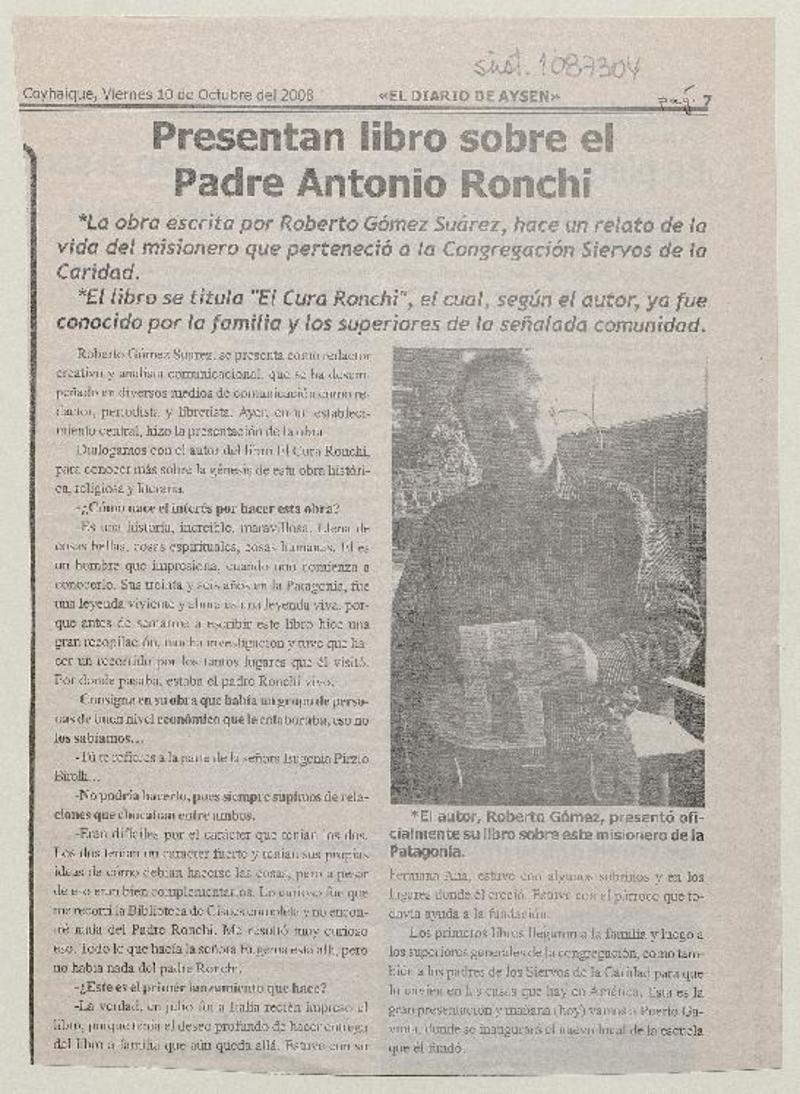 sist. 1087304
Coyhaique, Viernes 10 de Octubre del 2008
«EL DIARIO DE AYSEN»
pág. 7
Presentan libro sobre el
Padre Antonio Ronchi
*La obra escrita por Roberto Gómez Suárez, hace un relato de la
vida del misionero que perteneció a la Congregación Siervos de la
Caridad.
*El libro se titula "El Cura Ronchi", el cual, según el autor, ya fue
conocido por la familia y los superiores de la señalada comunidad.
Roberto Gómez Suárez, se presenta como redactor
creativo y analista comunicacional, que se ha desem-
peñado en diversos medios de comunicación como re-
dactor, periodista y libretista. Ayer, en un estableci-
miento central, hizo la presentación de la obra.
Dialogamos con el autor del libro El Cura Ronchi,
para conocer más sobre la génesis de esta obra históri-
ca, religiosa y literaria.
-¿Cómo nace el interés por hacer esta obra?
-Es una historia, increíble, maravillosa. Llena de
cosas bellas, cosas espirituales, cosas humanas. El es
un hombre que impresiona, cuando uno comienza a
conocerlo. Sus treinta y seis años en la Patagonia, fue
una leyenda viviente y ahora es una leyenda viva, por-
que antes de sentarme a escribir este libro hice una
gran recopilación, mucha investigación y tuve que ha-
cer un recorrido por los tantos lugares que él visitó.
Por donde pasaba, estaba el padre Ronchi vivo.
-Consigna en su obra que había un grupo de perso-
nas de buen nivel económico que le colaboraba, eso no
los sabíamos...
-Tú te refieres a la parte de la señora Eugenia Pirzio
Biroli...
-No podría hacerlo, pues siempre supimos de rela-
ciones que chocaban entre ambos.
-Eran difíciles por el carácter que tenían los dos.
Los dos tenían un carácter fuerte y tenían sus propias
ideas de cómo debían hacerse las cosas, pero a pesar
de eso eran bien complementarios. Lo curioso fue que
me recorrí la Biblioteca de Cisnes completa y no encon-
tré nada del Padre Ronchi. Me resultó muy curioso
eso. Todo lo que hacía la señora Eugenia está allí, pero
no había nada del padre Ronchi.
-¿Este es el primer lanzamiento que hace?
-La verdad, en julio fui a Italia recién impreso el
libro, porque tenía el deseo profundo de hacer entrega
del libro a familia que aún queda allá. Estuve con su
*El autor, Roberto Gómez, presentó ofi-
cialmente su libro sobre este misionero de la
Patagonia.
hermana Ana, estuve con algunos sobrinos y en los
lugares donde él creció. Estuve con el párroco que to-
davía ayuda a la fundación.
Los primeros libros llegaron a la familia y luego a
los superiores generales de la congregación, como tam-
bién a los padres de los Siervos de la Caridad para que
lo envíen en las casas que hay en América. Esta es la
gran presentación y mañana (hoy) vamos a Puerto Ga-
viota, donde se inaugurará el nuevo local de la escuela
que él fundó.